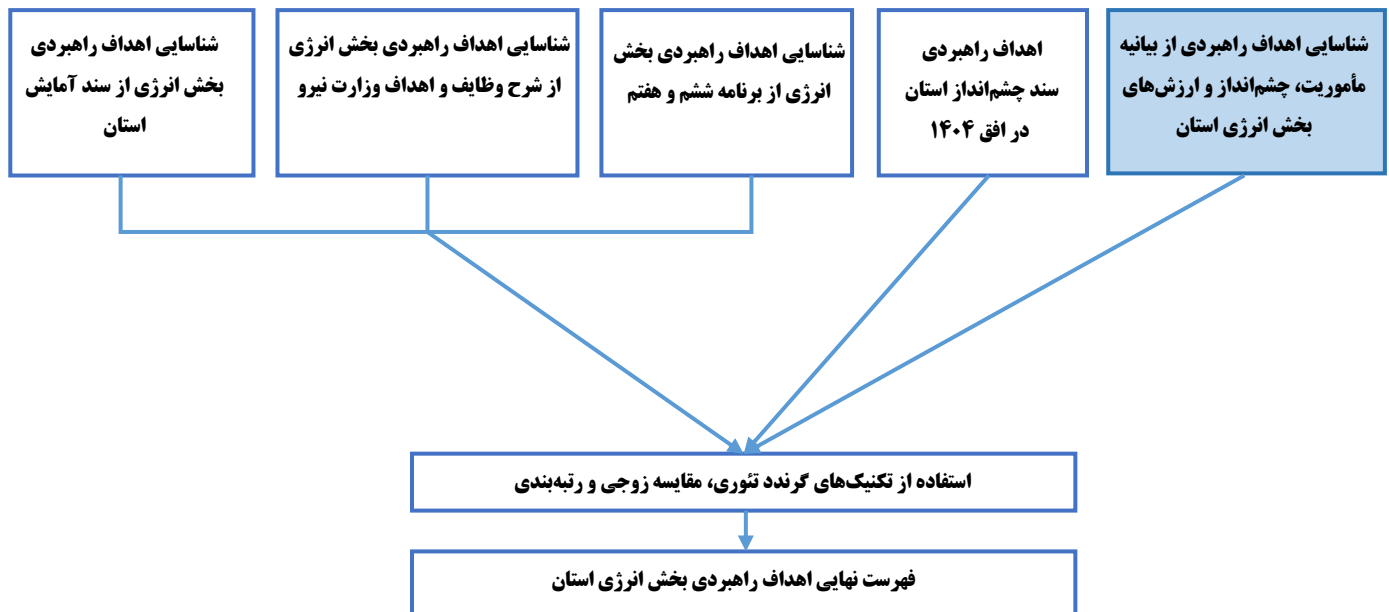 شناسایی اهداف راهبردی از بیانیه
مأموریت، چشم‌انداز و ارزش‌های
بخش انرژی استان
اهداف راهبردی
سند چشم‌انداز استان
در افق ۱۴۰۴
شناسایی اهداف راهبردی بخش
انرژی از برنامه ششم و هفتم
شناسایی اهداف راهبردی بخش انرژی
از شرح وظایف و اهداف وزارت نیرو
شناسایی اهداف راهبردی
بخش انرژی از سند آمایش
استان
استفاده از تکنیک‌های گرندد تئوری، مقایسه زوجی و رتبه‌بندی
فهرست نهایی اهداف راهبردی بخش انرژی استان